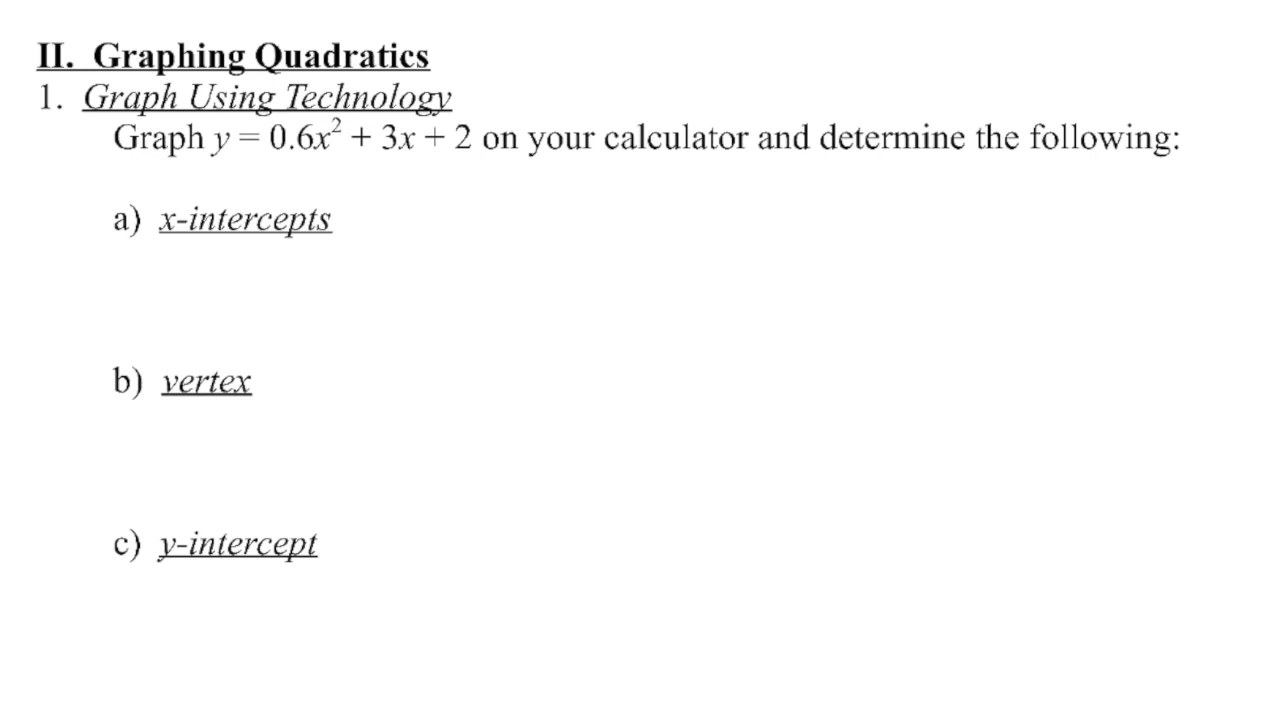 II. Graphing Quadratics
1. Graph Using Technology
Graph y = 0.6x² + 3x + 2 on your calculator and determine the following:
a) x-intercepts
b) vertex
c) y-intercept